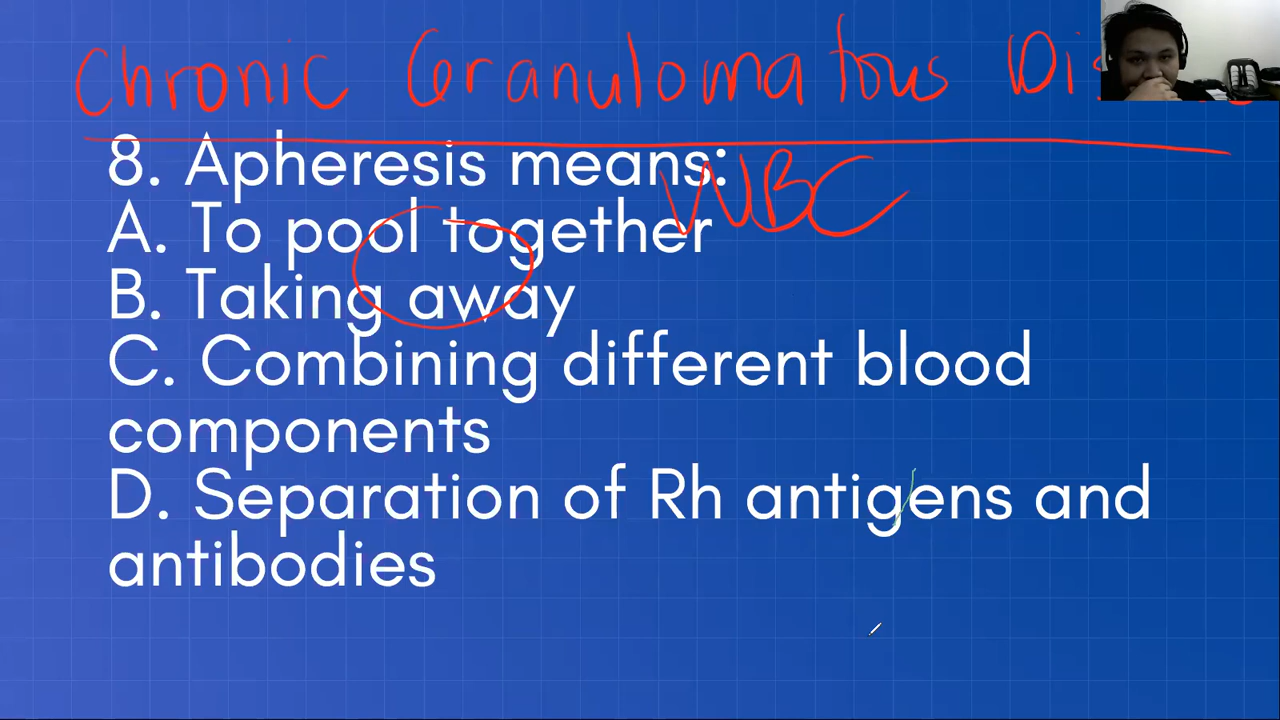 Chronic Granulomatous
8. Apheresis means:
WBC
A. To pool together
B. Taking away
C. Combining different blood
components
D. Separation of Rh antigens and
antibodies